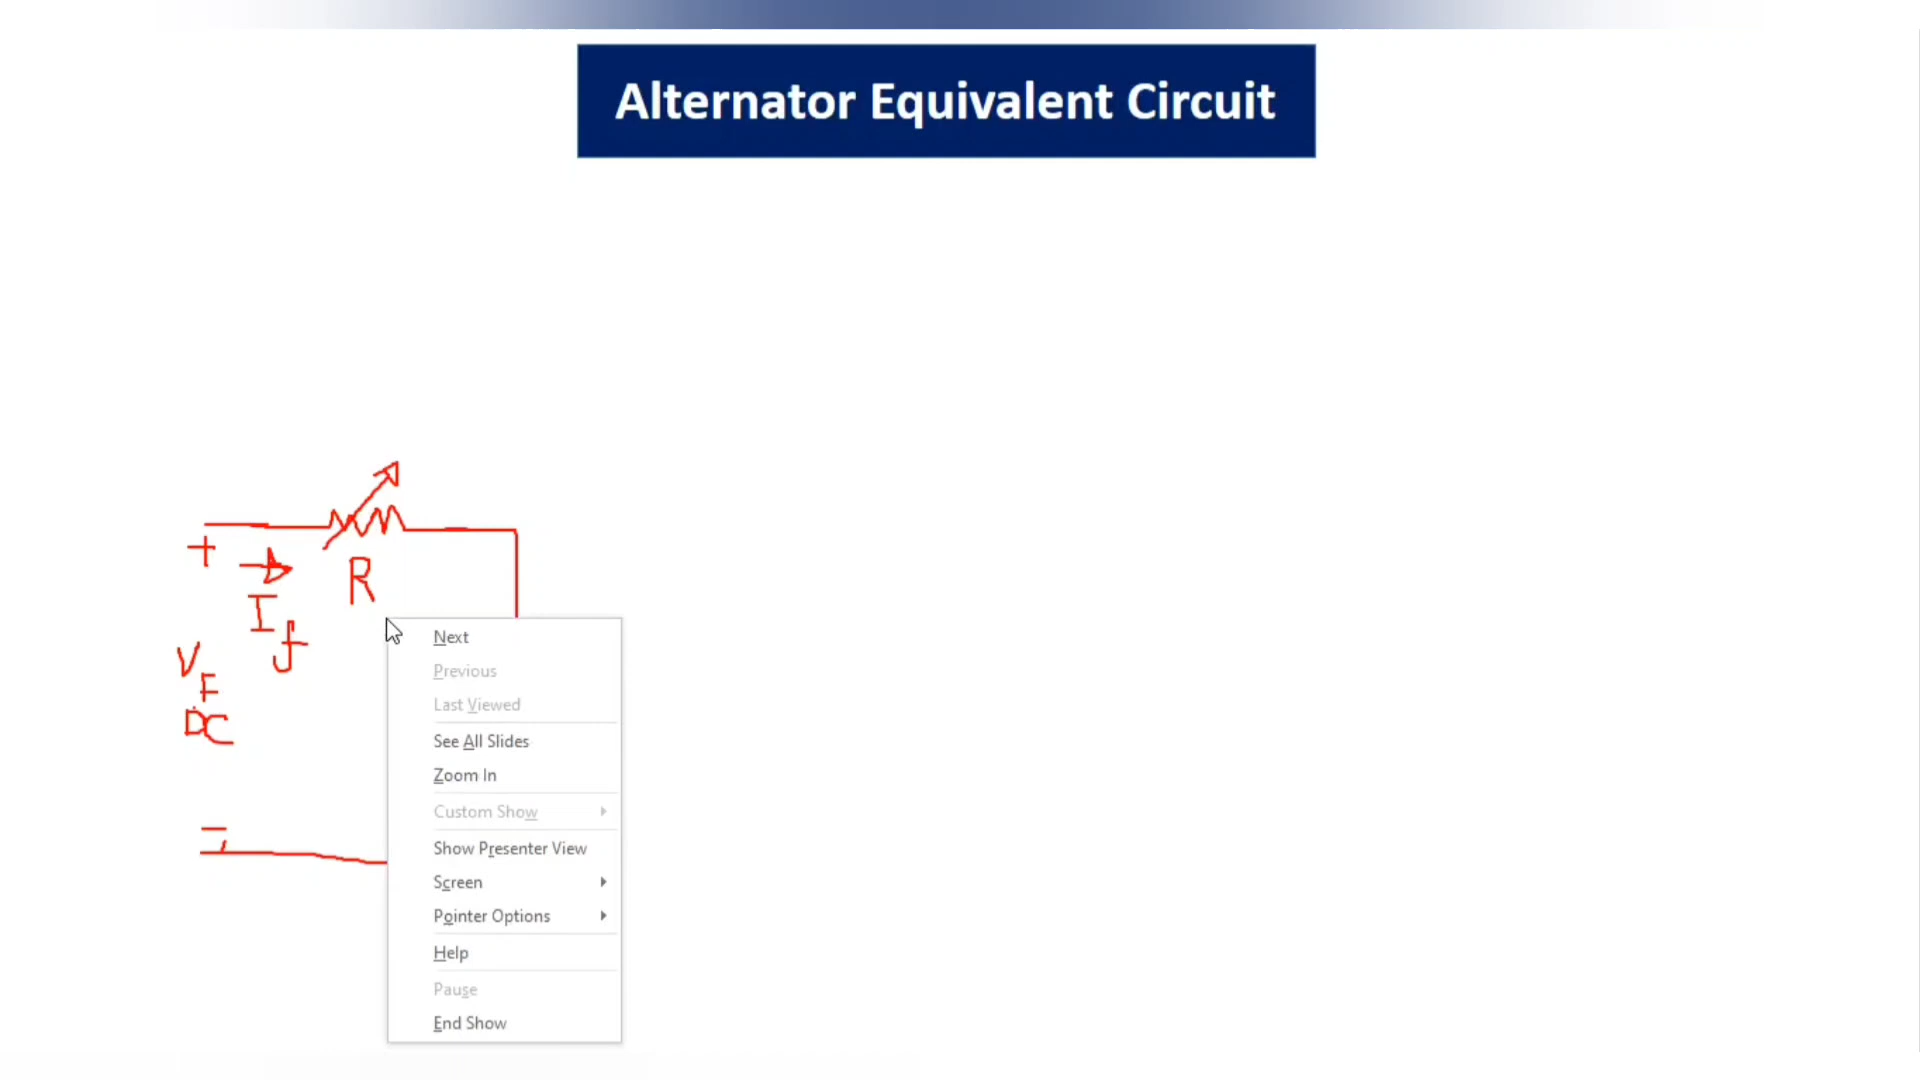 Alternator Equivalent Circuit
+
R
I f
V F
DC
−
Next
Previous
Last Viewed
See All Slides
Zoom In
Custom Show
Show Presenter View
Screen
Pointer Options
Help
Pause
End Show